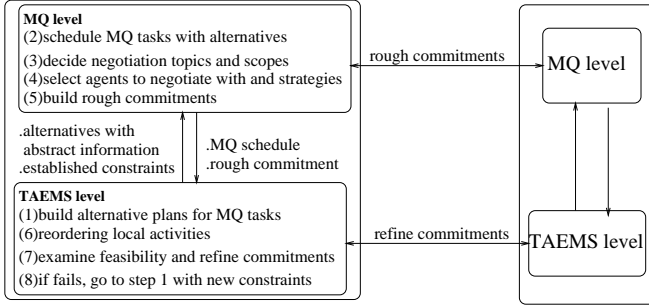 MQ level
(2)schedule MQ tasks with alternatives
(3)decide negotiation topics and scopes
(4)select agents to negotiate with and strategies
(5)build rough commitments
rough commitments
MQ level
.alternatives with
abstract information
.established constraints
.MQ schedule
.rough commitment
TAEMS level
(1)build alternative plans for MQ tasks
(6)reordering local activities
(7)examine feasibility and refine commitments
(8)if fails, go to step 1 with new constraints
refine commitments
TAEMS level